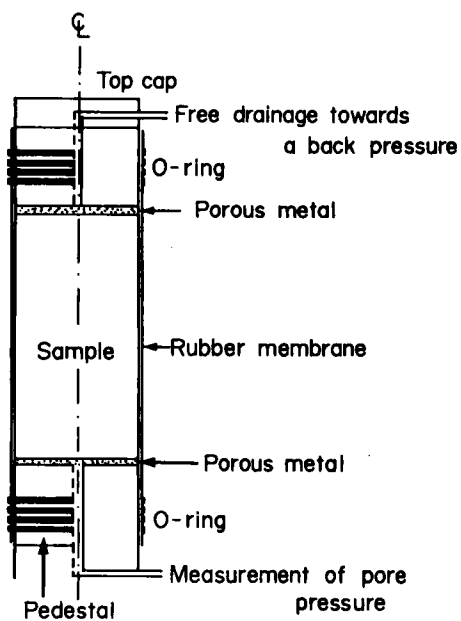 ℄
Top cap
Free drainage towards
a back pressure
O-ring
Porous metal
Sample
Rubber membrane
Porous metal
O-ring
Measurement of pore
pressure
Pedestal